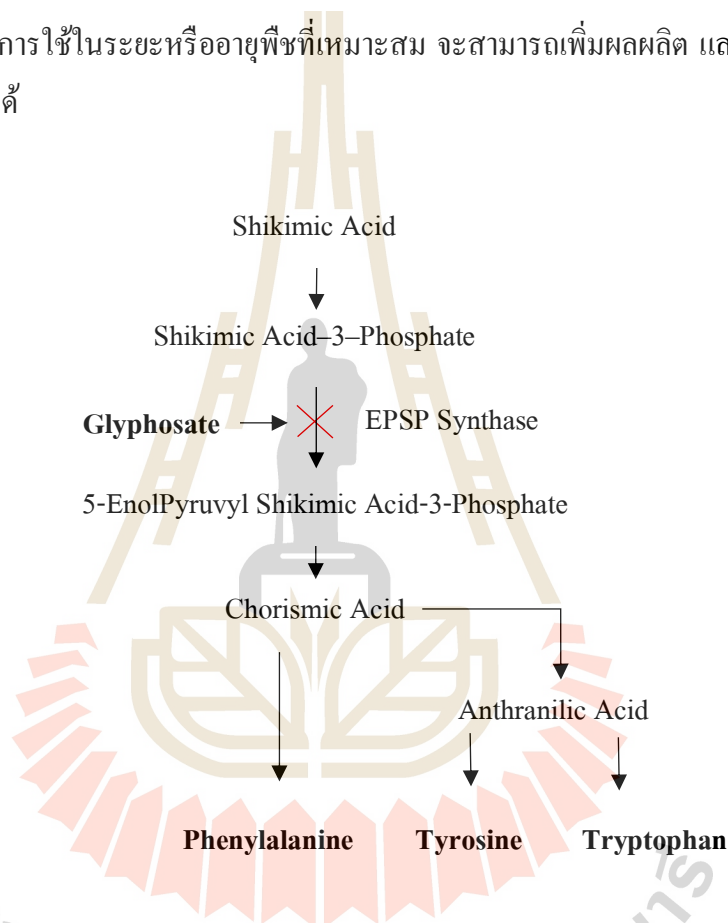 การใช้ในระยะหรืออายุพืชที่เหมาะสม จะสามารถเพิ่มผลผลิต
Shikimic Acid
Shikimic Acid–3–Phosphate
Glyphosate
EPSP Synthase
5-EnolPyruvyl Shikimic Acid-3-Phosphate
Chorismic Acid
Anthranilic Acid
Phenylalanine Tyrosine Tryptophan